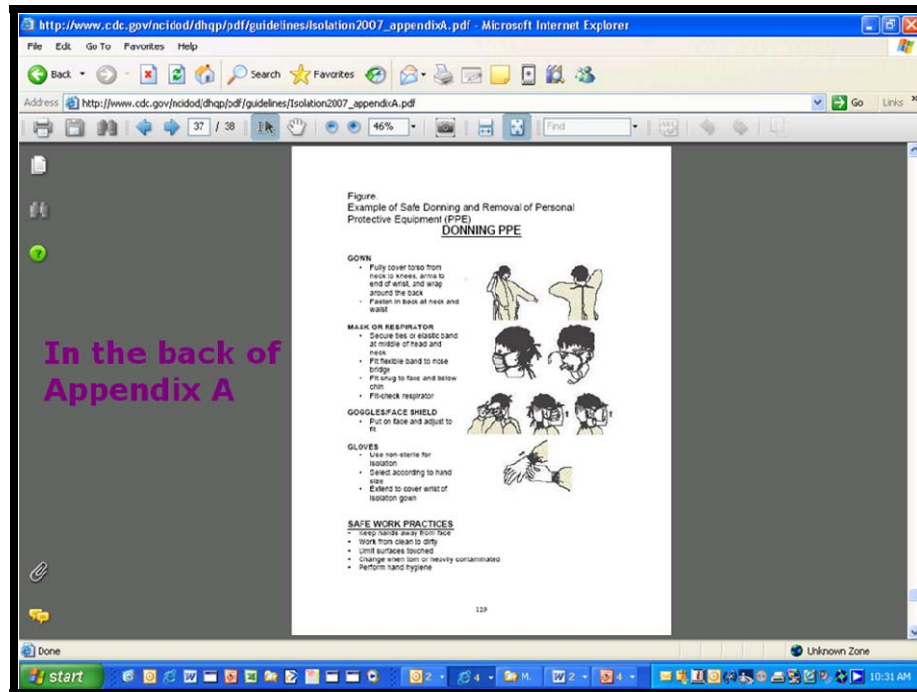 http://www.cdc.gov/ncidod/dhqp/pdf/guidelines/Isolation2007_appendixA.pdf - Microsoft Internet Explorer
File Edit Go To Favorites Help
Back Search Favorites
Address http://www.cdc.gov/ncidod/dhqp/pdf/guidelines/Isolation2007_appendixA.pdf Go Links »
37 / 38 46% Find
Figure.
Example of Safe Donning and Removal of Personal
Protective Equipment (PPE)
DONNING PPE
GOWN
• Fully cover torso from
neck to knees, arms to
end of wrist, and wrap
around the back
• Fasten in back at neck and
waist
MASK OR RESPIRATOR
• Secure ties or elastic band
at middle of head and
neck
• Fit flexible band to nose
bridge
• Fit snug to face and below
chin
• Fit-check respirator
GOGGLES/FACE SHIELD
• Put on face and adjust to
fit
GLOVES
• Use non-sterile for
isolation
• Select according to hand
size
• Extend to cover wrist of
isolation gown
SAFE WORK PRACTICES
• Keep hands away from face
• Work from clean to dirty
• Limit surfaces touched
• Change when torn or heavily contaminated
• Perform hand hygiene
129
In the back of
Appendix A
Done Unknown Zone
start 2 4 M. 2 4 10:31 AM